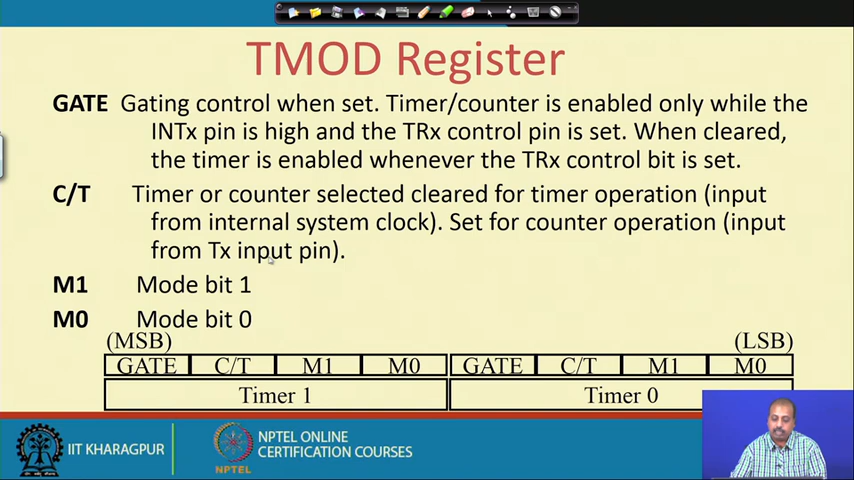 TMOD Register
GATE Gating control when set. Timer/counter is enabled only while the
INTx pin is high and the TRx control pin is set. When cleared,
the timer is enabled whenever the TRx control bit is set.
C/T Timer or counter selected cleared for timer operation (input
from internal system clock). Set for counter operation (input
from Tx input pin).
M1 Mode bit 1
M0 Mode bit 0
(MSB) (LSB)
GATE C/T M1 M0 GATE C/T M1 M0
Timer 1 Timer 0
IIT KHARAGPUR
NPTEL ONLINE
CERTIFICATION COURSES
NPTEL